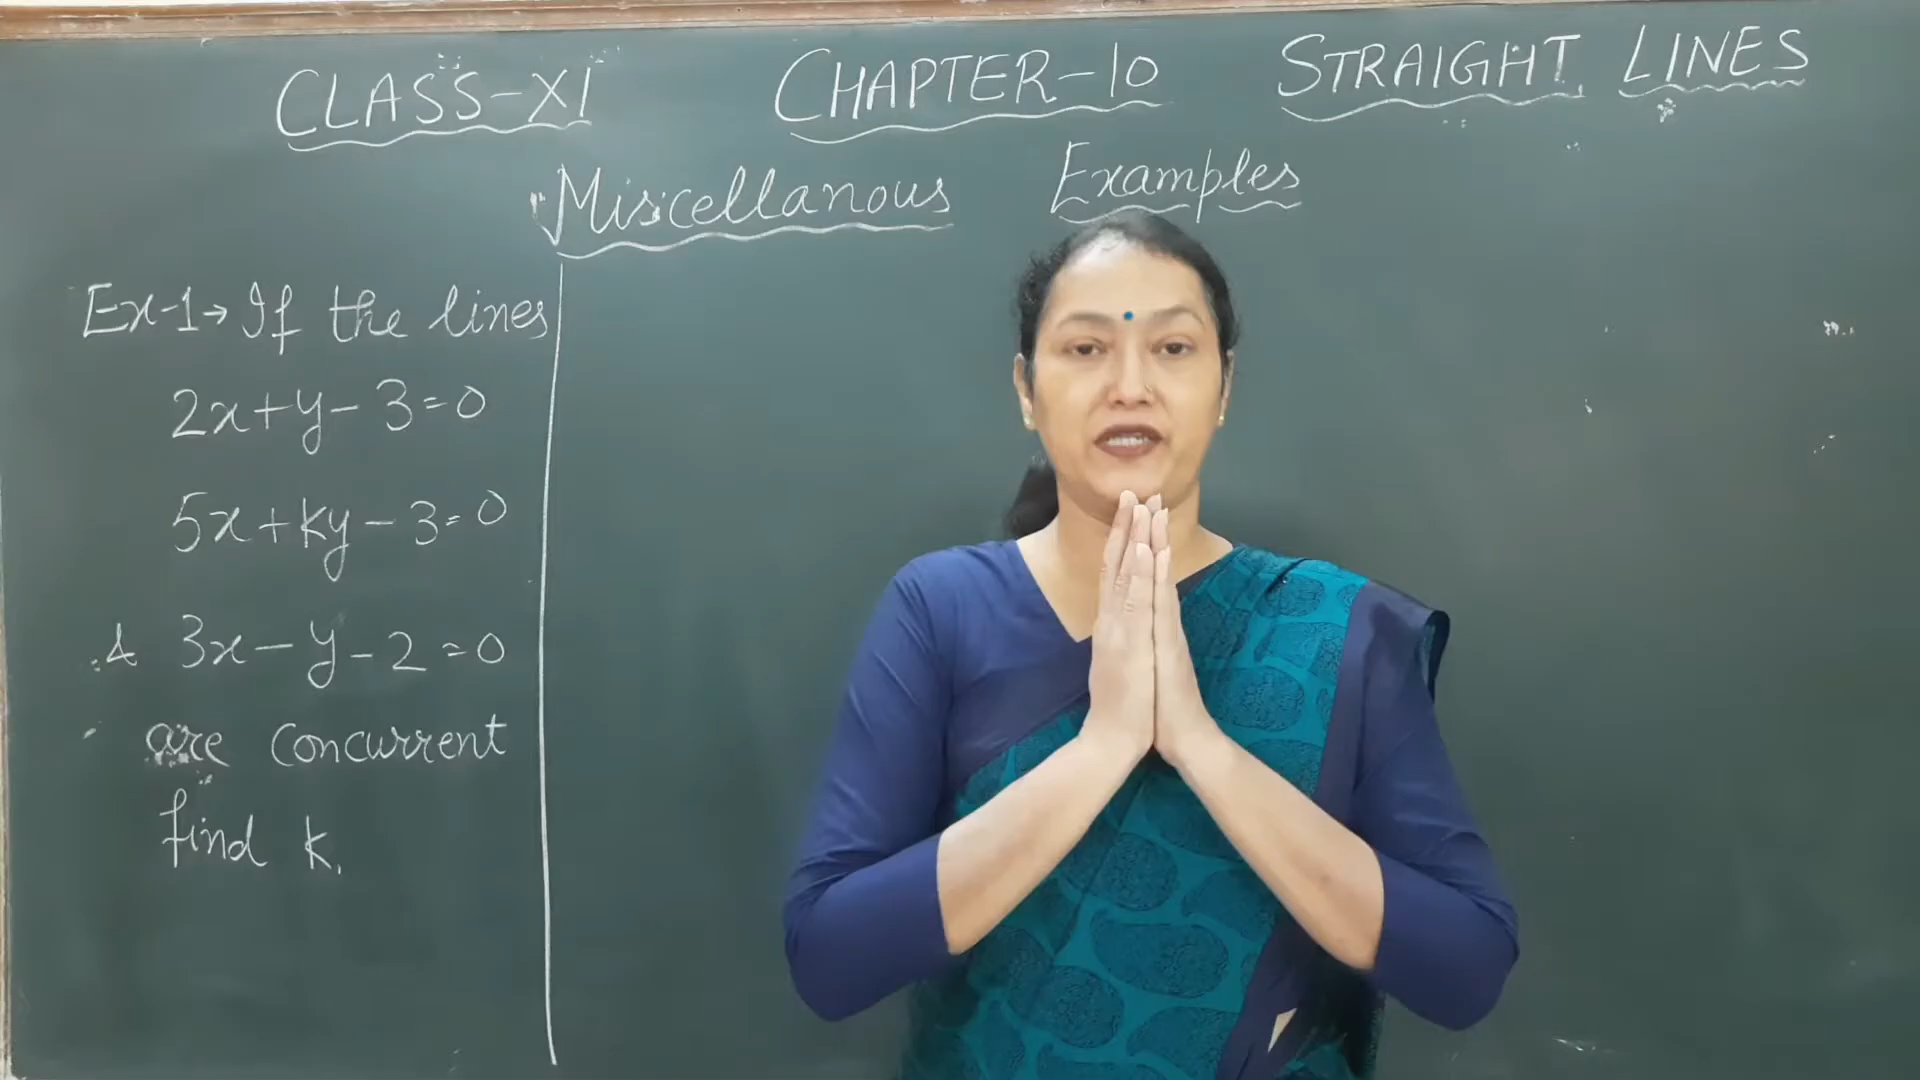 CLASS-XI CHAPTER-10 STRAIGHT LINES
Miscellanous Examples
Ex-1→ If the lines
2x+y-3=0
5x+ky-3=0
& 3x-y-2=0
are concurrent
find k.